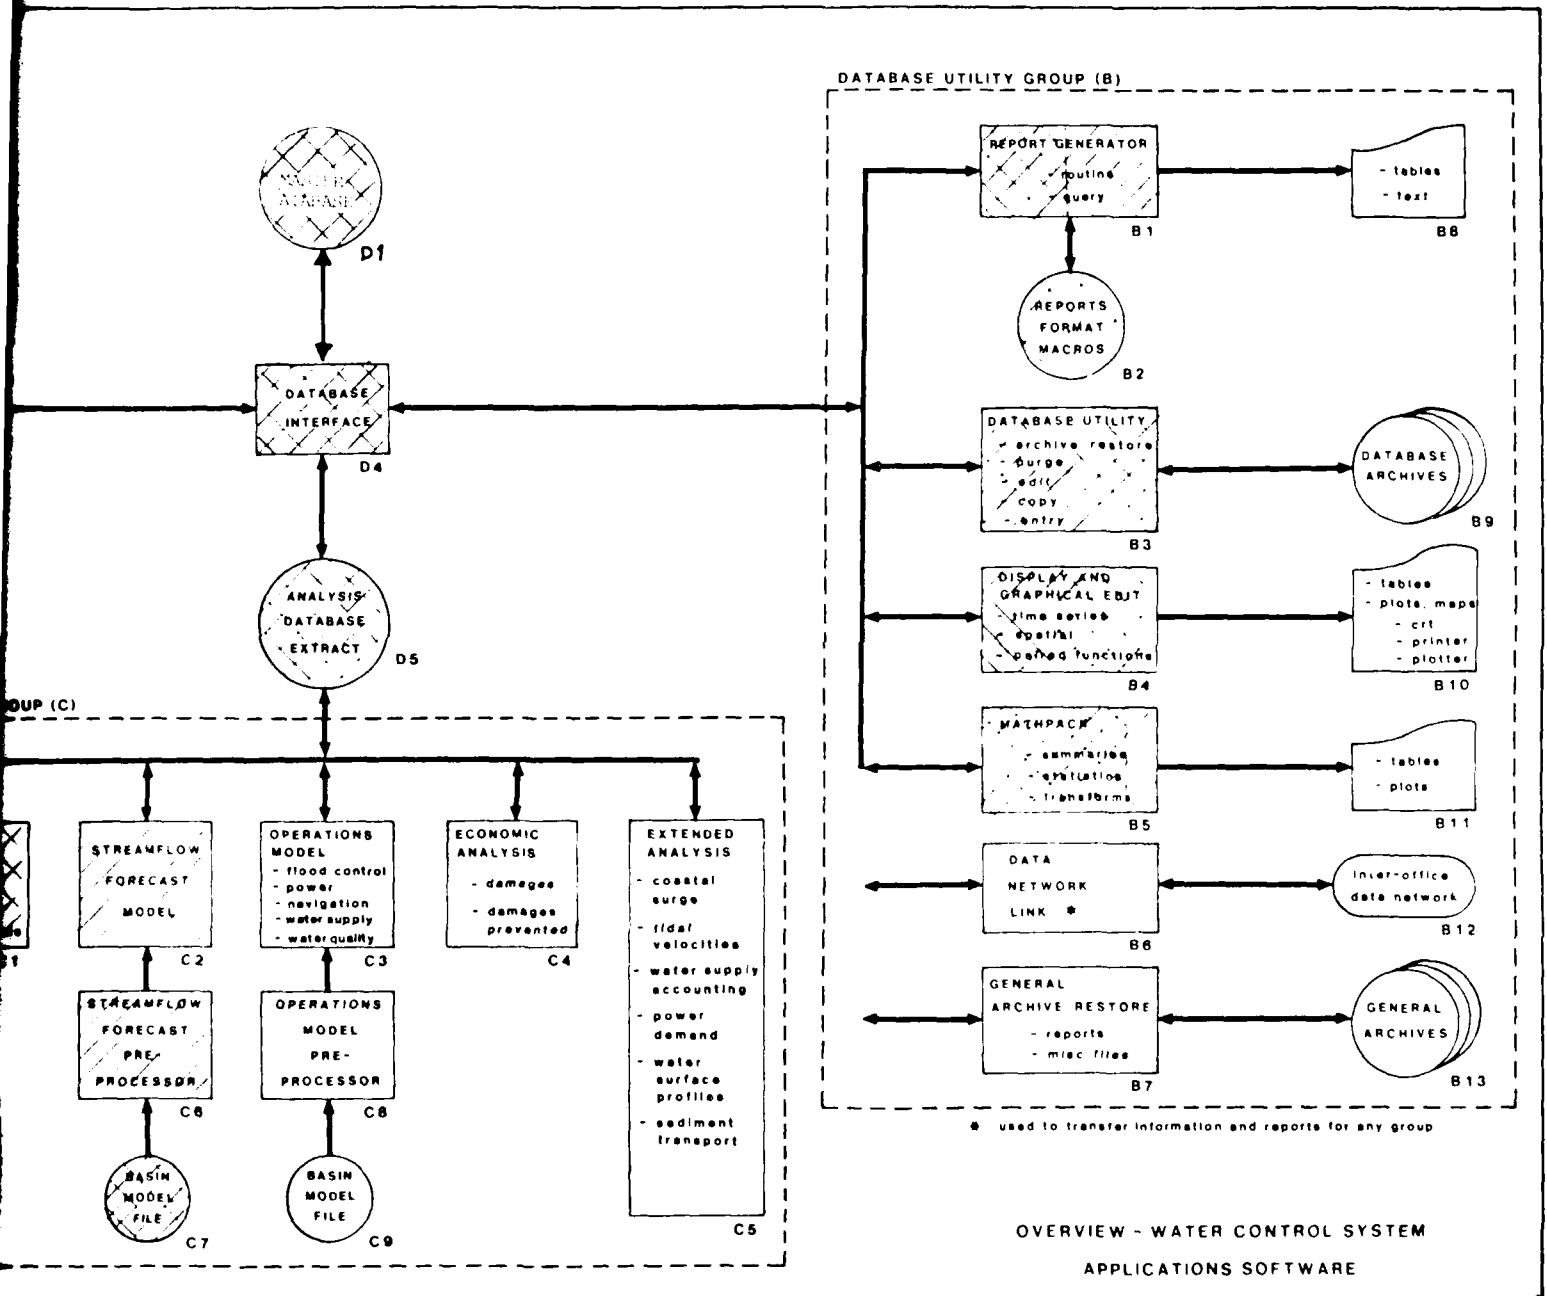 DATABASE UTILITY GROUP (B)
MASTER
DATABASE
D1
DATABASE
INTERFACE
D4
ANALYSIS
DATABASE
EXTRACT
D5
REPORT GENERATOR
- routine
- query
B1
- tables
- text
B8
REPORTS
FORMAT
MACROS
B2
DATABASE UTILITY
- archive restore
- purge
- edit
- copy
- entry
B3
DATABASE
ARCHIVES
B9
DISPLAY AND
GRAPHICAL EDIT
- time series
- spatial
- paired functions
B4
- tables
- plots, maps
- crt
- printer
- plotter
B10
MATHPACK
- summaries
- statistics
- transforms
B5
- tables
- plots
B11
DATA
NETWORK
LINK *
B6
Inter-office
data network
B12
GENERAL
ARCHIVE RESTORE
- reports
- misc files
B7
GENERAL
ARCHIVES
B13
* used to transfer information and reports for any group
OUP (C)
STREAMFLOW
FORECAST
MODEL
C2
OPERATIONS
MODEL
- flood control
- power
- navigation
- water supply
- water quality
C3
ECONOMIC
ANALYSIS
- damages
- damages
prevented
C4
EXTENDED
ANALYSIS
- coastal
surge
- tidal
velocities
- water supply
accounting
- power
demand
- water
surface
profiles
- sediment
transport
C5
STREAMFLOW
FORECAST
PRE-
PROCESSOR
C6
OPERATIONS
MODEL
PRE-
PROCESSOR
C8
BASIN
MODEL
FILE
C7
BASIN
MODEL
FILE
C9
OVERVIEW - WATER CONTROL SYSTEM
APPLICATIONS SOFTWARE